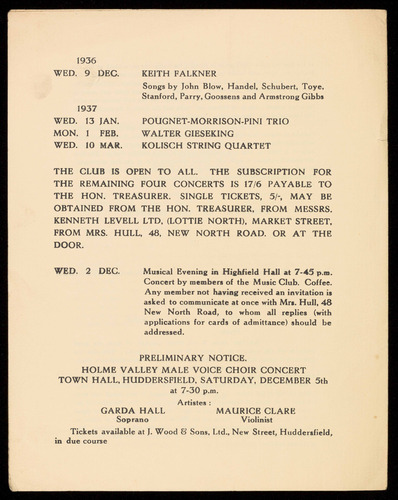 1936
WED. 9 DEC. KEITH FALKNER
Songs by John Blow, Handel, Schubert, Toye,
Stanford, Parry, Goossens and Armstrong Gibbs
1937
WED. 13 JAN. POUGNET-MORRISON-PINI TRIO
MON. 1 FEB. WALTER GIESEKING
WED. 10 MAR. KOLISCH STRING QUARTET
THE CLUB IS OPEN TO ALL. THE SUBSCRIPTION FOR
THE REMAINING FOUR CONCERTS IS 17/6 PAYABLE TO
THE HON. TREASURER. SINGLE TICKETS, 5/-, MAY BE
OBTAINED FROM THE HON. TREASURER, FROM MESSRS.
KENNETH LEVELL LTD, (LOTTIE NORTH), MARKET STREET,
FROM MRS. HULL, 48, NEW NORTH ROAD. OR AT THE
DOOR.
WED. 2 DEC. Musical Evening in Highfield Hall at 7-45 p.m.
Concert by members of the Music Club. Coffee.
Any member not having received an invitation is
asked to communicate at once with Mrs. Hull, 48
New North Road, to whom all replies (with
applications for cards of admittance) should be
addressed.
PRELIMINARY NOTICE.
HOLME VALLEY MALE VOICE CHOIR CONCERT
TOWN HALL, HUDDERSFIELD, SATURDAY, DECEMBER 5th
at 7-30 p.m.
Artistes :
GARDA HALL MAURICE CLARE
Soprano Violinist
Tickets available at J. Wood & Sons, Ltd., New Street, Huddersfield,
in due course